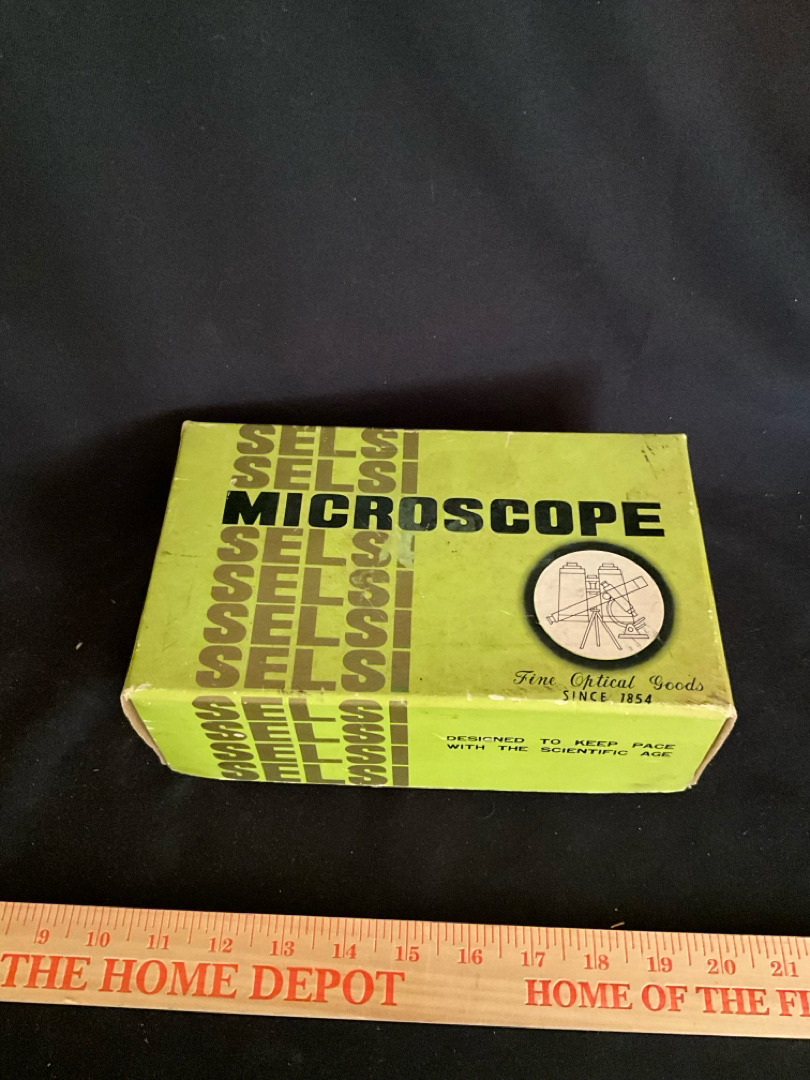 SELSI
SELSI
MICROSCOPE
SELSI
SELSI
SELSI
SELSI
Fine Optical Goods
SINCE 1854
SELSI
SELSI
SELSI
DESIGNED TO KEEP PACE
WITH THE SCIENTIFIC AGE
9 10 11 12 13 14 15 16 17 18 19 20 21
THE HOME DEPOT HOME OF THE FI